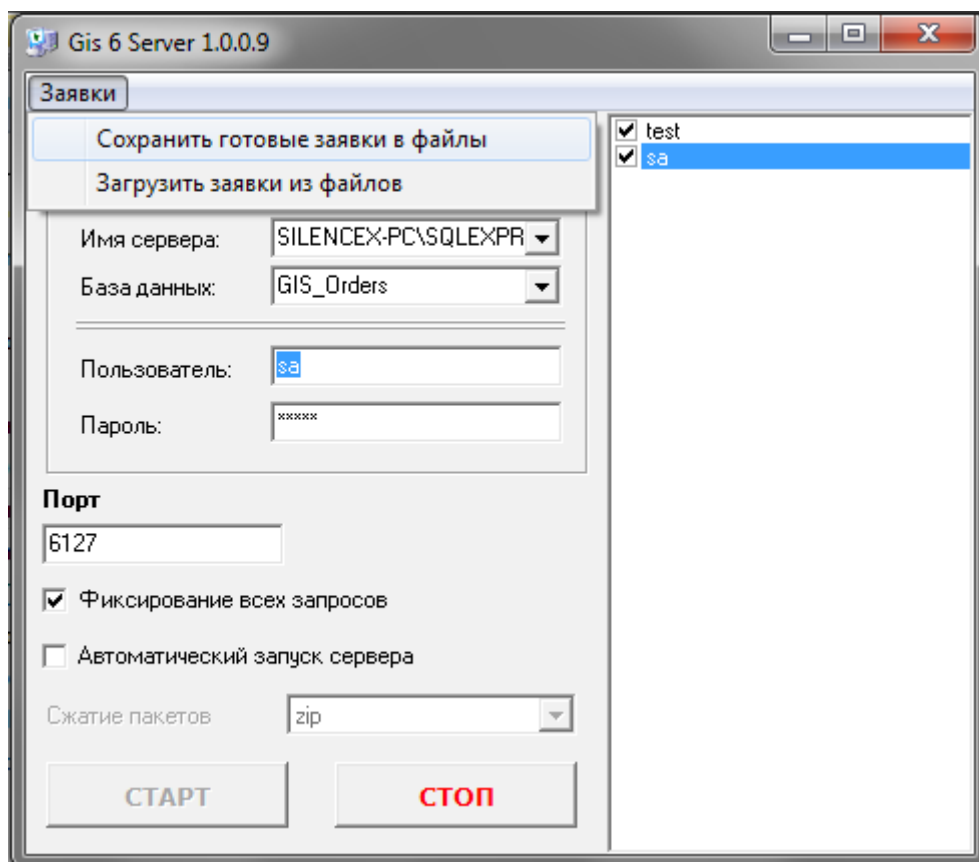 Gis 6 Server 1.0.0.9
Заявки
Сохранить готовые заявки в файлы
Загрузить заявки из файлов
test
sa
Имя сервера: SILENCEX-PC\SQLEXPR
База данных: GIS_Orders
Пользователь: sa
Пароль: xxxxx
Порт
6127
Фиксирование всех запросов
Автоматический запуск сервера
Сжатие пакетов zip
СТАРТ СТОП